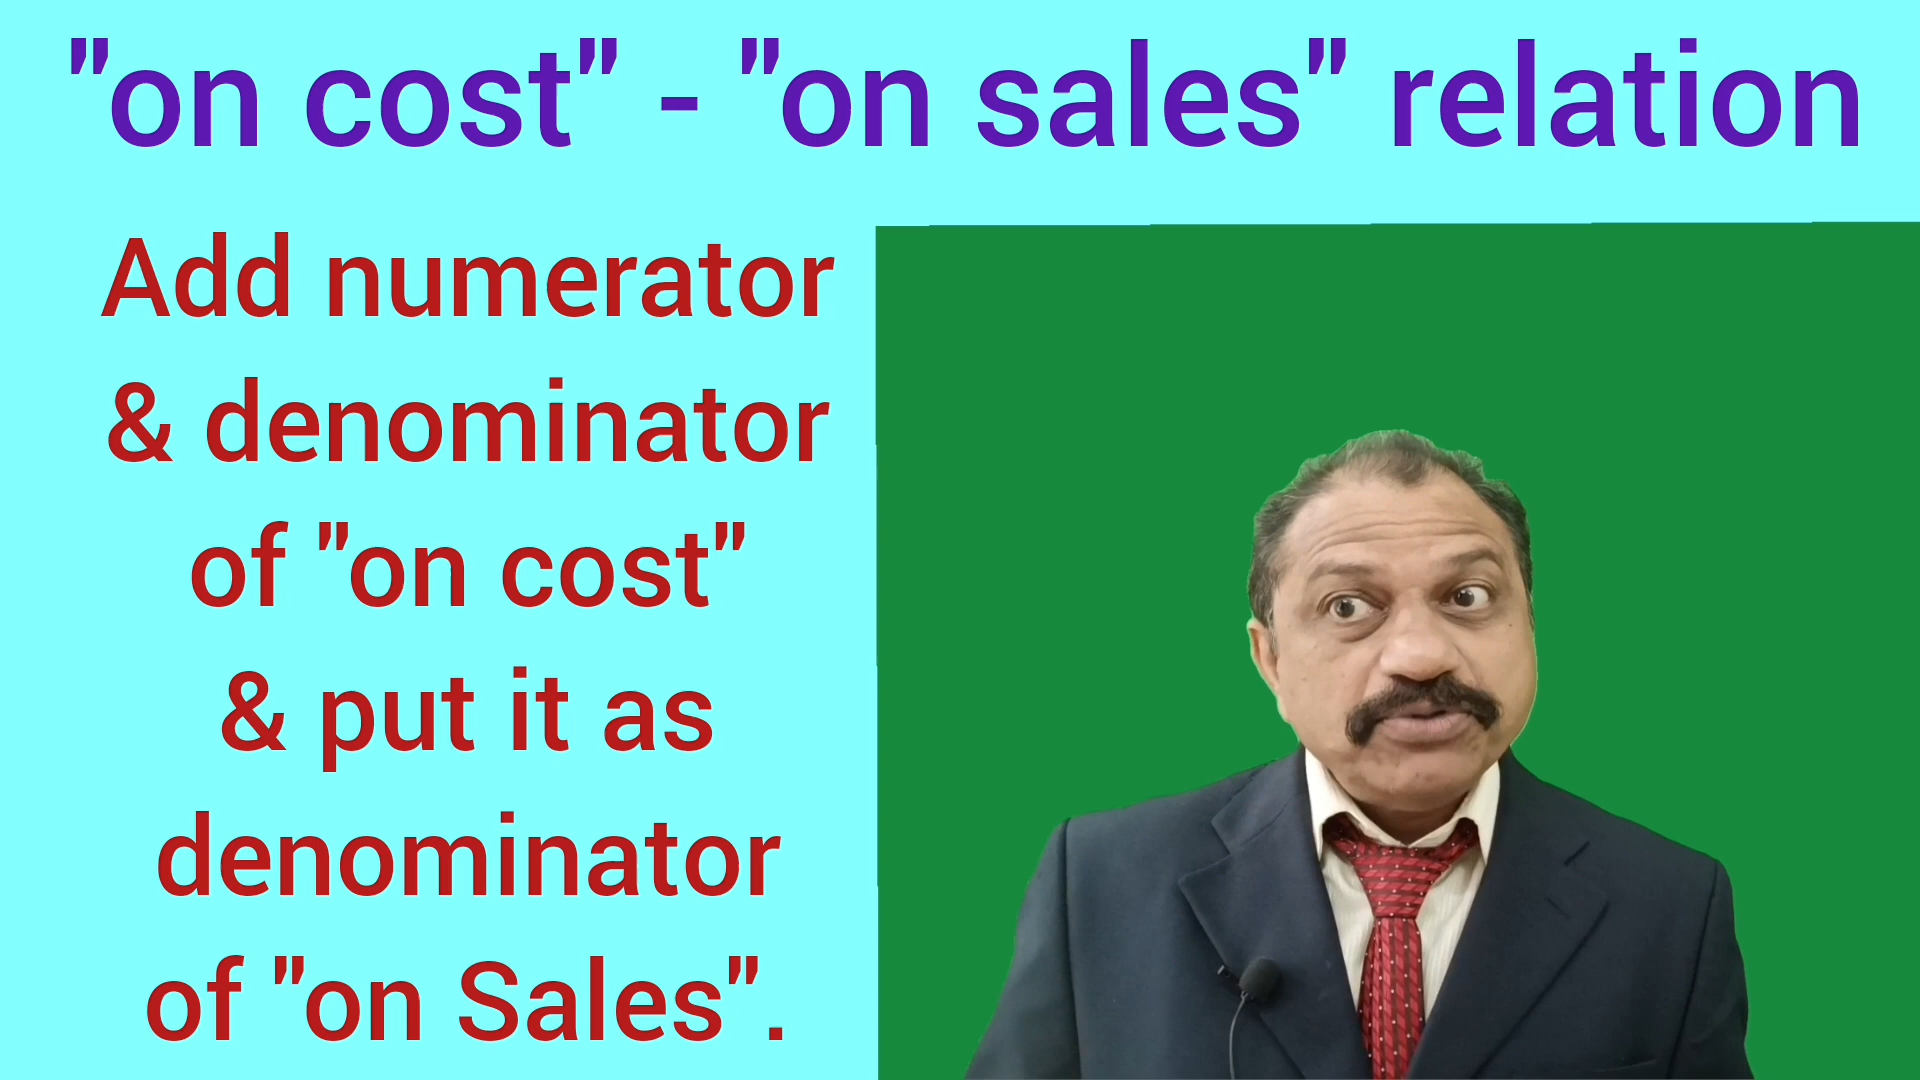 "on cost" - "on sales" relation
Add numerator
& denominator
of "on cost"
& put it as
denominator
of "on Sales".